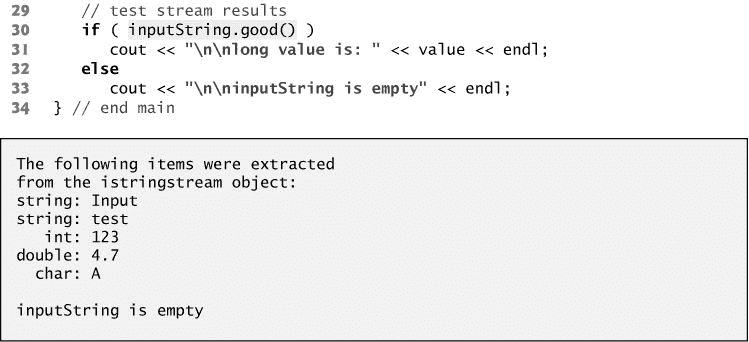 29 // test stream results
30 if ( inputString.good() )
31 cout << "\n\nlong value is: " << value << endl;
32 else
33 cout << "\n\ninputString is empty" << endl;
34 } // end main
The following items were extracted
from the istringstream object:
string: Input
string: test
int: 123
double: 4.7
char: A
inputString is empty